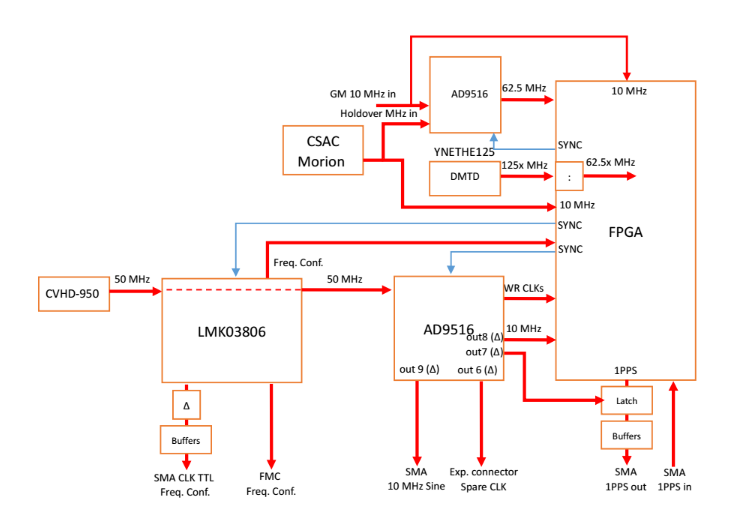 GM 10 MHz in
AD9516
62.5 MHz
10 MHz
Holdover MHz in
CSAC
Morion
SYNC
YNETHE125
DMTD
125x MHz
:
62.5x MHz
10 MHz
SYNC
FPGA
SYNC
Freq. Conf.
CVHD-950
50 MHz
50 MHz
LMK03806
AD9516
WR CLKs
out8 (Δ)
10 MHz
out7 (Δ)
out 9 (Δ)
out 6 (Δ)
1PPS
Δ
Latch
Buffers
Buffers
SMA CLK TTL
Freq. Conf.
FMC
Freq. Conf.
SMA
10 MHz Sine
Exp. connector
Spare CLK
SMA
1PPS out
SMA
1PPS in